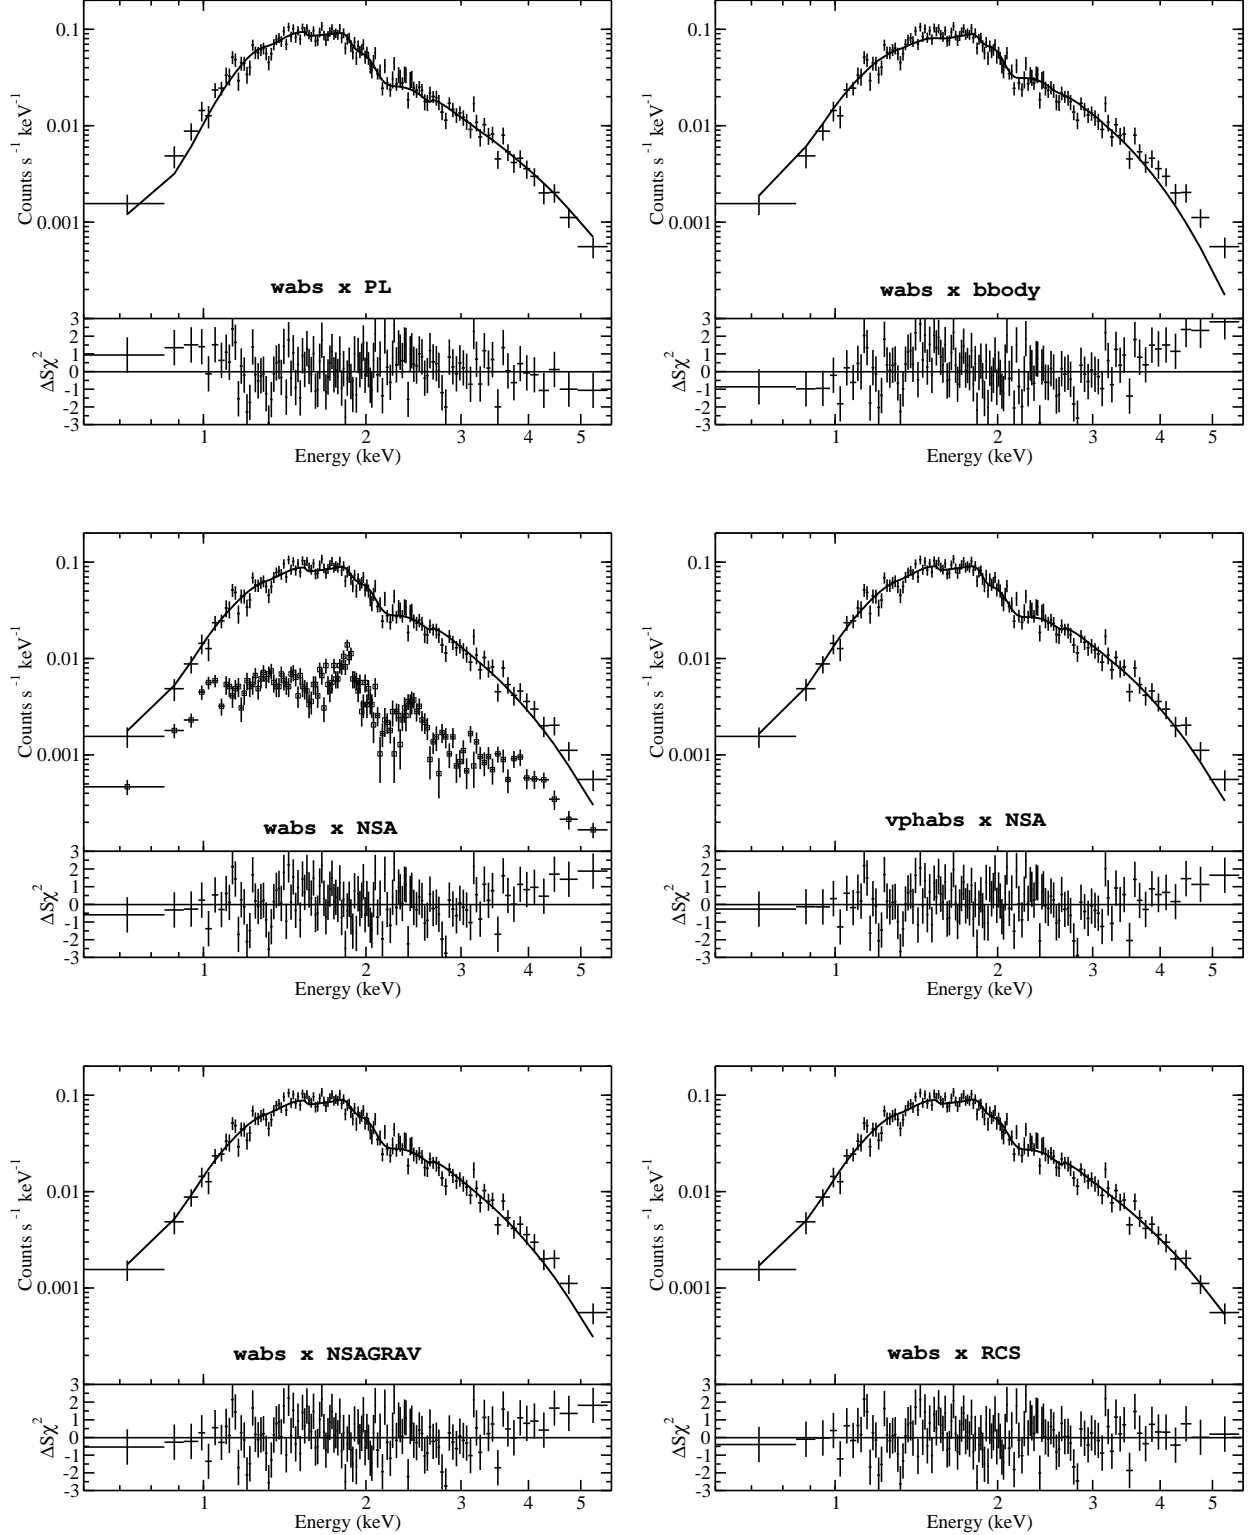 0.1
0.01
0.001
Counts s⁻¹ keV⁻¹
wabs x PL
3
2
1
0
-1
-2
-3
ΔSχ²
1 2 3 4 5
Energy (keV)
0.1
0.01
0.001
Counts s⁻¹ keV⁻¹
wabs x bbody
3
2
1
0
-1
-2
-3
ΔSχ²
1 2 3 4 5
Energy (keV)
0.1
0.01
0.001
Counts s⁻¹ keV⁻¹
wabs x NSA
3
2
1
0
-1
-2
-3
ΔSχ²
1 2 3 4 5
Energy (keV)
0.1
0.01
0.001
Counts s⁻¹ keV⁻¹
vphabs x NSA
3
2
1
0
-1
-2
-3
ΔSχ²
1 2 3 4 5
Energy (keV)
0.1
0.01
0.001
Counts s⁻¹ keV⁻¹
wabs x NSAGRAV
3
2
1
0
-1
-2
-3
ΔSχ²
1 2 3 4 5
Energy (keV)
0.1
0.01
0.001
Counts s⁻¹ keV⁻¹
wabs x RCS
3
2
1
0
-1
-2
-3
ΔSχ²
1 2 3 4 5
Energy (keV)